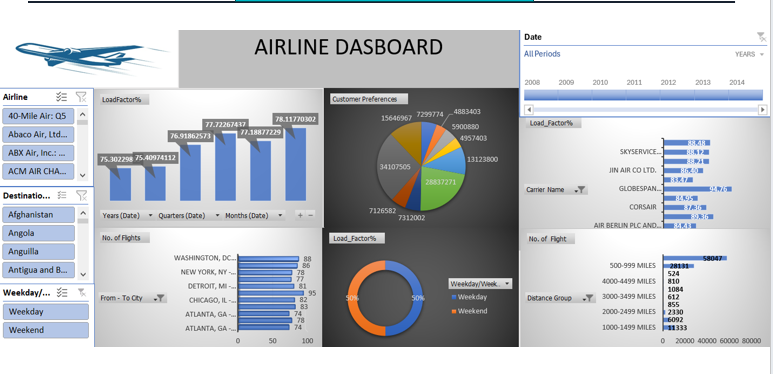 AIRLINE DASBOARD
Date
All Periods
YEARS
2008 2009 2010 2011 2012 2013 2014
Airline
40-Mile Air: Q5
Abaco Air, Ltd...
ABX Air, Inc.: ...
ACM AIR CHA...
Destinatio...
Afghanistan
Angola
Anguilla
Antigua and B...
Weekday/...
Weekday
Weekend
LoadFactor%
75.302298
75.40974112
76.91862573
77.72267437
77.18877229
78.11770302
Years (Date) Quarters (Date) Months (Date)
Customer Preferences
15646967
7299774
4883403
5900880
4957403
13123800
28837271
7312002
7126582
34107505
Load_Factor%
Carrier Name
88.48
SKYSERVICE... 88.12
88.21
JIN AIR CO LTD. 86.40
83.47
GLOBESPAN... 94.76
84.95
CORSAIR 87.36
89.36
AIR BERLIN PLC AND... 84.41
No. of Flights
From - To City
WASHINGTON, DC... 88
86
NEW YORK, NY -... 78
77
DETROIT, MI -... 81
95
CHICAGO, IL -... 82
83
ATLANTA, GA -... 74
78
ATLANTA, GA -... 74
0 50 100
Load_Factor%
50%
50%
Weekday/Week...
Weekday
Weekend
No. of Flight
Distance Group
58047
500-999 MILES 28131
524
4000-4499 MILES 810
1084
3000-3499 MILES 612
855
2000-2499 MILES 2330
6092
1000-1499 MILES 11333
0 20000 40000 60000 80000